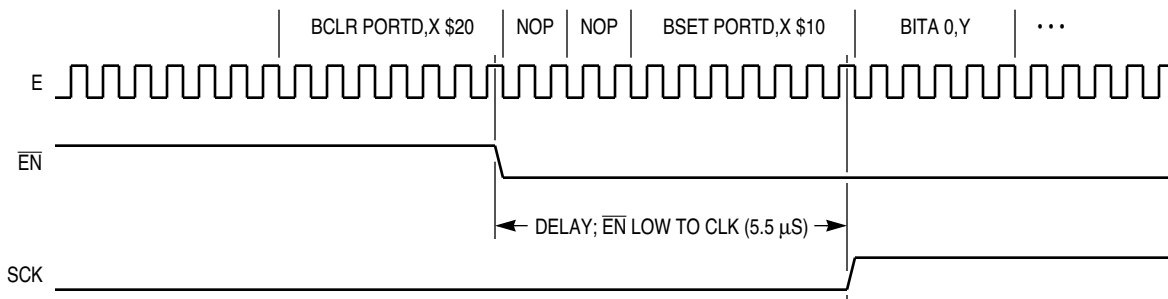 BCLR PORTD,X $20 NOP NOP BSET PORTD,X $10 BITA 0,Y • • •
E
EN
DELAY; EN LOW TO CLK (5.5 µS)
SCK